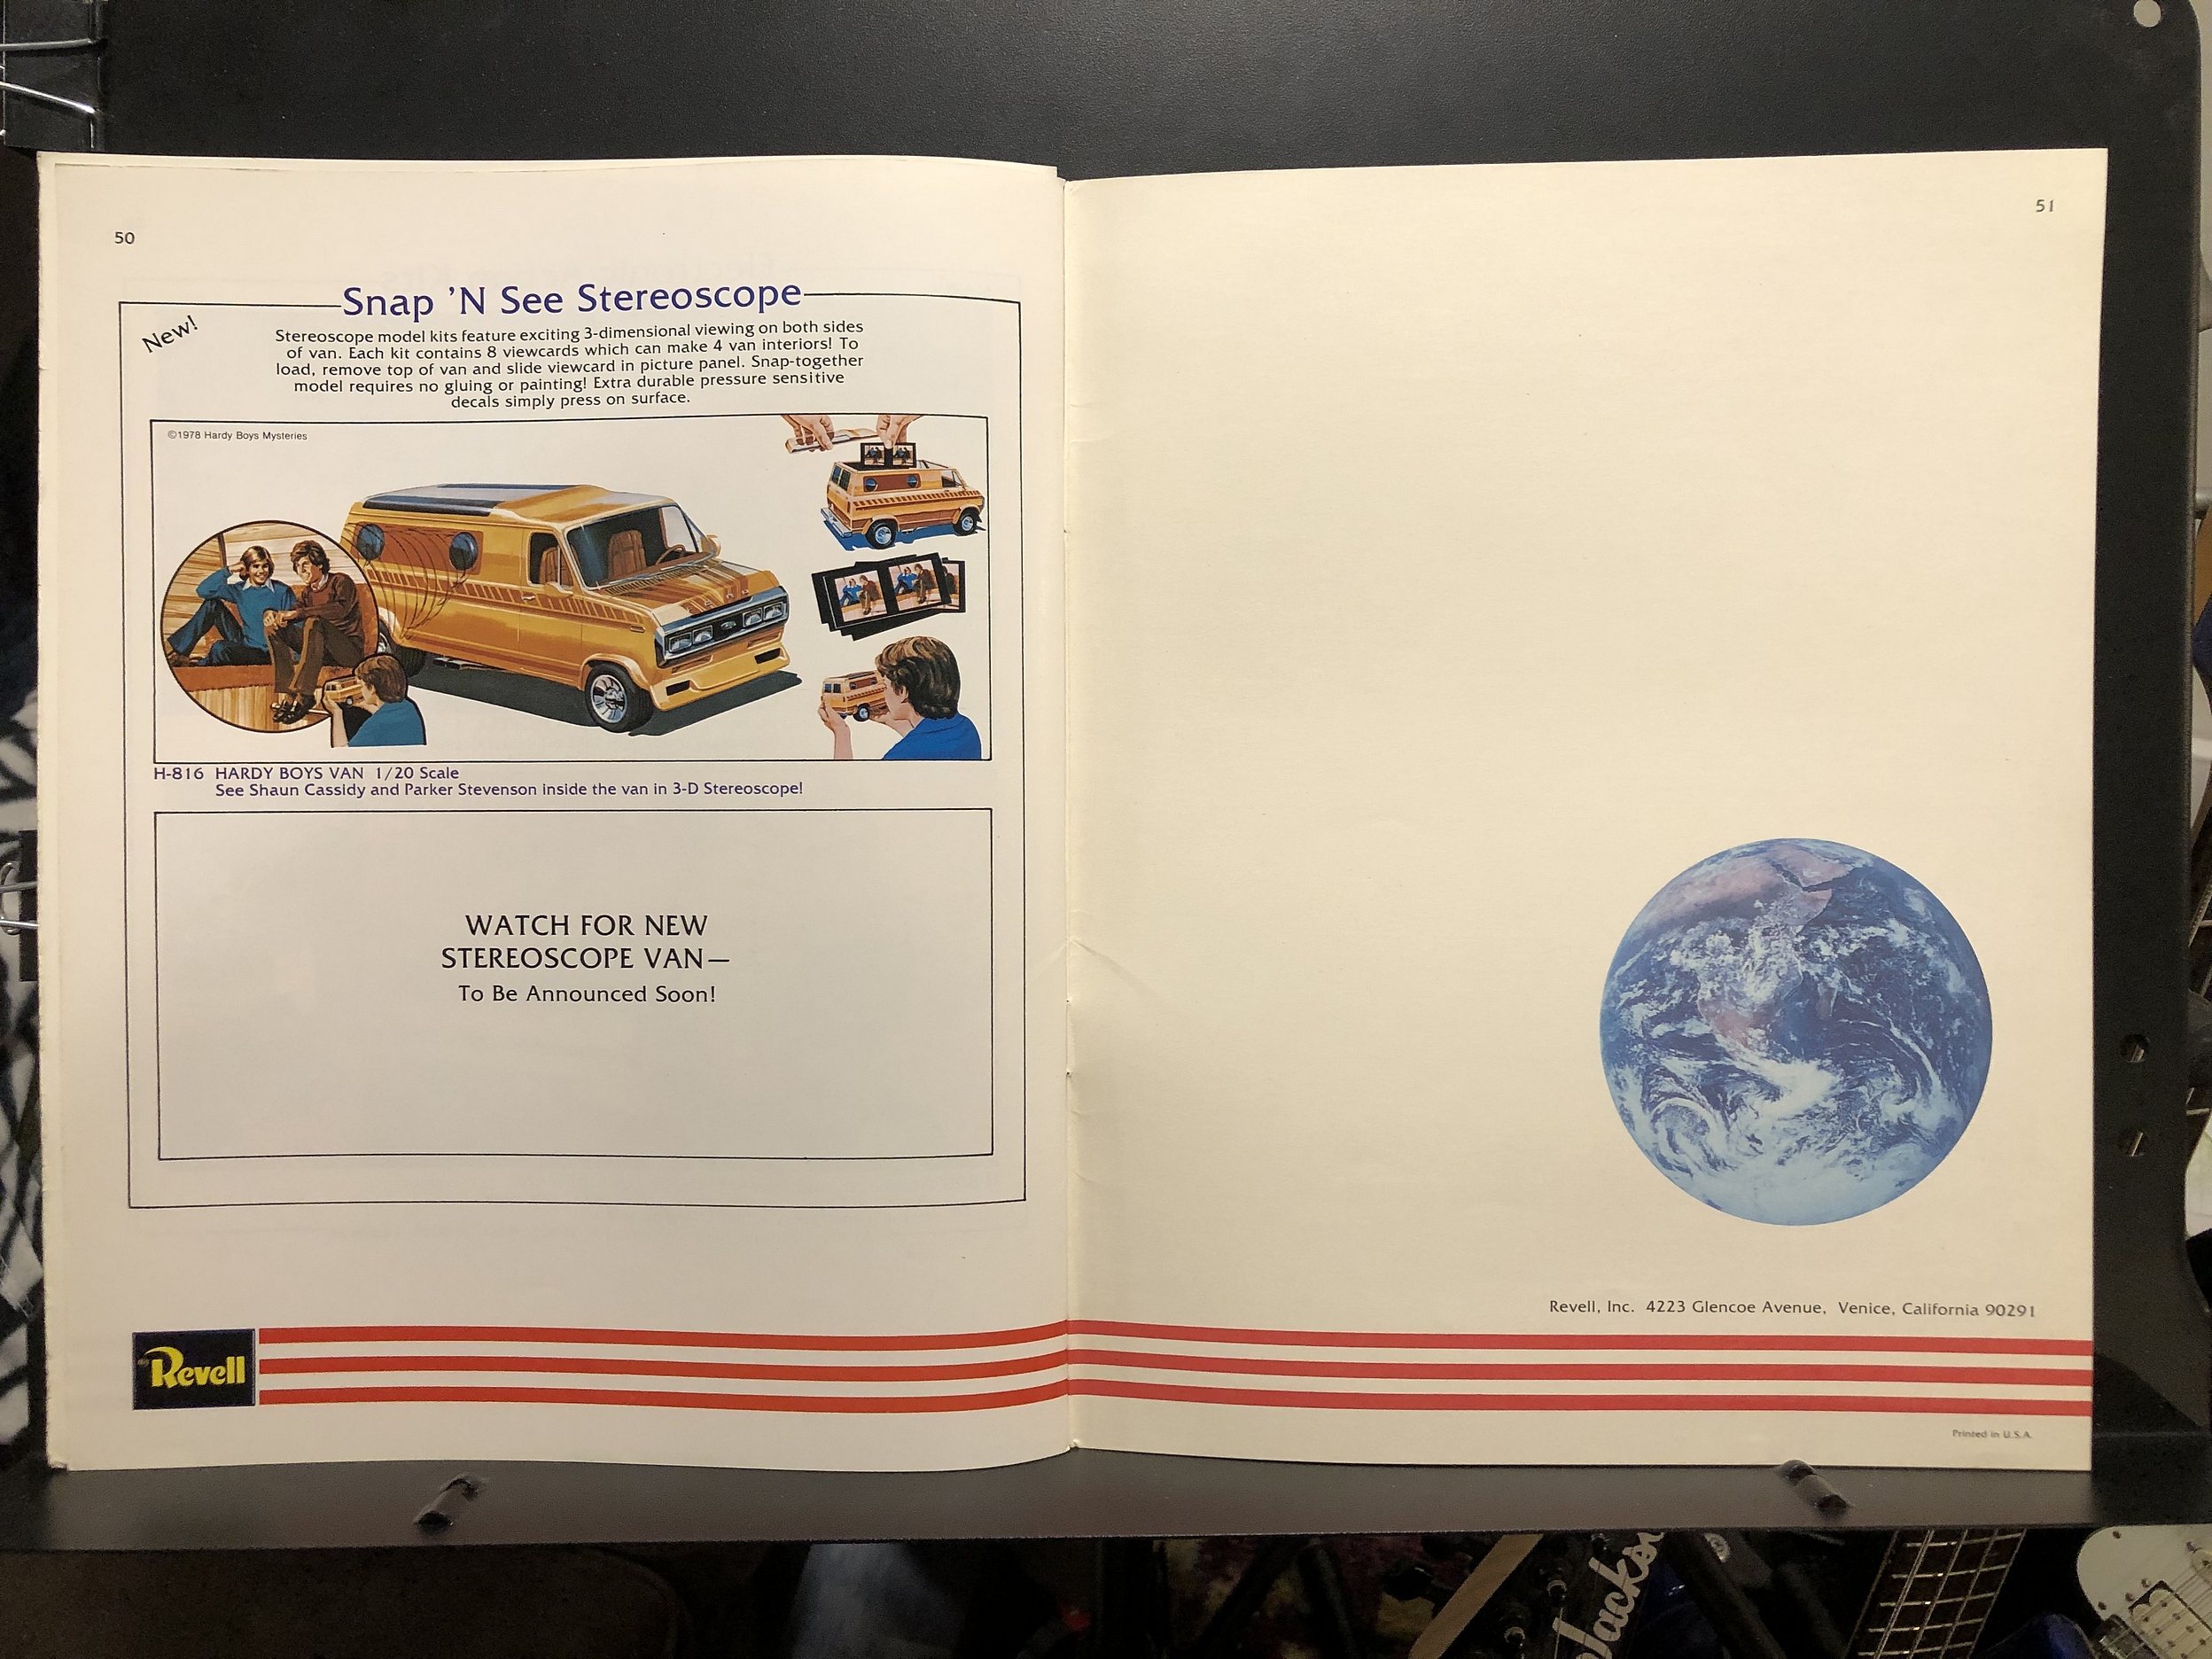 50
Snap 'N See Stereoscope
New!
Stereoscope model kits feature exciting 3-dimensional viewing on both sides
of van. Each kit contains 8 viewcards which can make 4 van interiors! To
load, remove top of van and slide viewcard in picture panel. Snap-together
model requires no gluing or painting! Extra durable pressure sensitive
decals simply press on surface.
©1978 Hardy Boys Mysteries
H-816 HARDY BOYS VAN 1/20 Scale
See Shaun Cassidy and Parker Stevenson inside the van in 3-D Stereoscope!
WATCH FOR NEW
STEREOSCOPE VAN—
To Be Announced Soon!
Revell
51
Revell, Inc. 4223 Glencoe Avenue, Venice, California 90291
Printed in U.S.A.
Jackson